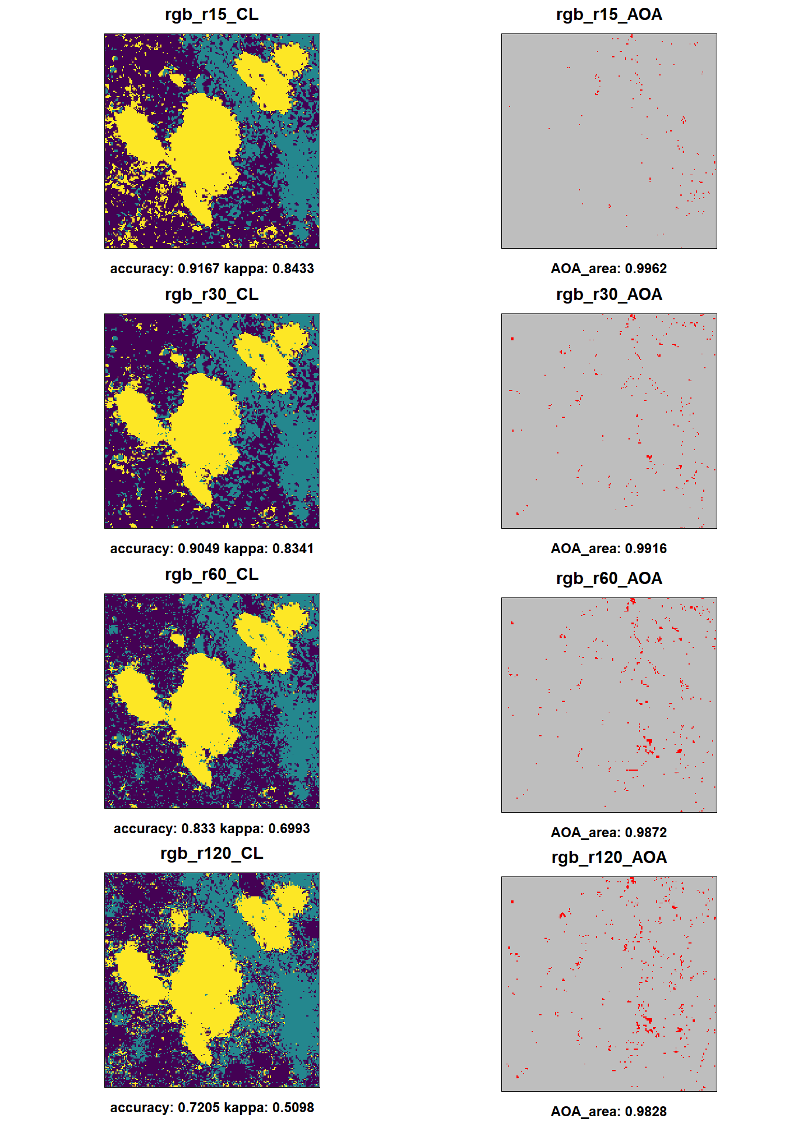 rgb_r15_CL
rgb_r15_AOA
accuracy: 0.9167 kappa: 0.8433
AOA_area: 0.9962
rgb_r30_CL
rgb_r30_AOA
accuracy: 0.9049 kappa: 0.8341
AOA_area: 0.9916
rgb_r60_CL
rgb_r60_AOA
accuracy: 0.833 kappa: 0.6993
AOA_area: 0.9872
rgb_r120_CL
rgb_r120_AOA
accuracy: 0.7205 kappa: 0.5098
AOA_area: 0.9828